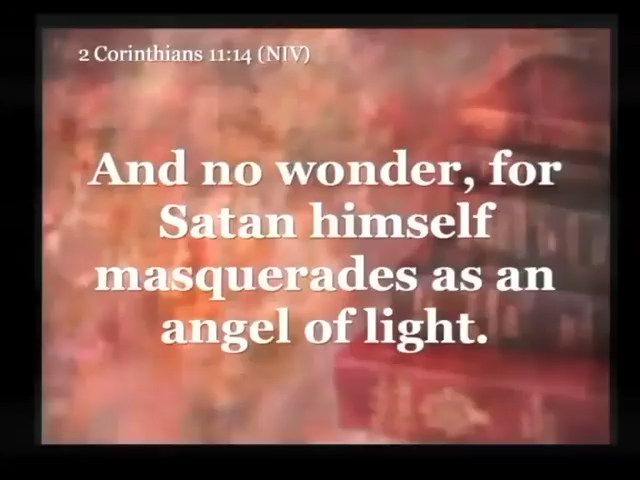 2 Corinthians 11:14 (NIV)
And no wonder, for
Satan himself
masquerades as an
angel of light.